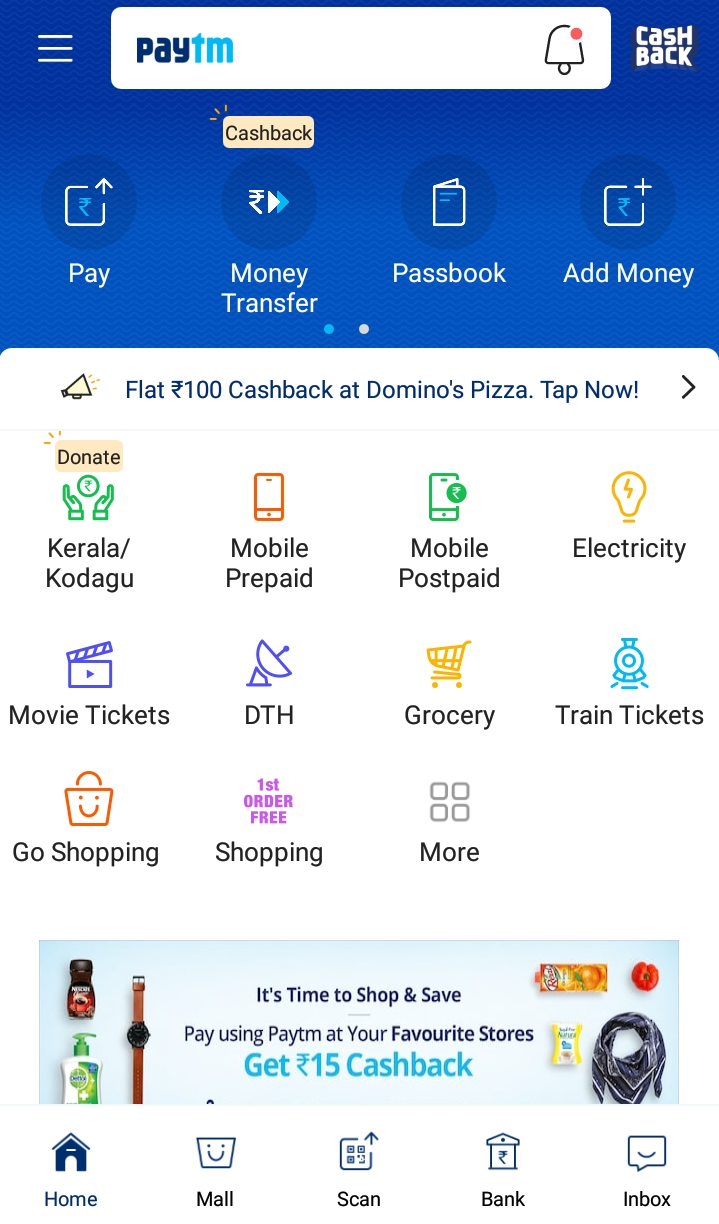 paytm
CASH
BACK
Cashback
Pay
Money
Transfer
Passbook
Add Money
Flat ₹100 Cashback at Domino's Pizza. Tap Now!
Donate
Kerala/
Kodagu
Mobile
Prepaid
Mobile
Postpaid
Electricity
Movie Tickets
DTH
Grocery
Train Tickets
Go Shopping
1st
ORDER
FREE
Shopping
More
It's Time to Shop & Save
Pay using Paytm at Your Favourite Stores
Get ₹15 Cashback
NESCAFE
Dettol
Home
Mall
Scan
Bank
Inbox